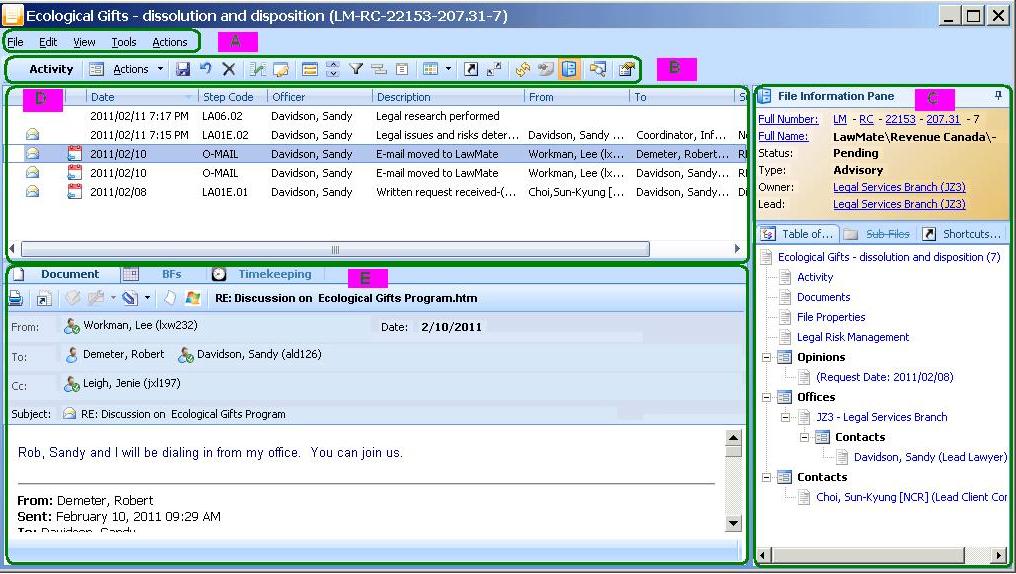 Ecological Gifts - dissolution and disposition (LM-RC-22153-207.31-7)
File Edit View Tools Actions A
Activity Actions B
D Date Step Code Officer Description From To
2011/02/11 7:17 PM LA06.02 Davidson, Sandy Legal research performed
2011/02/11 7:15 PM LA01E.02 Davidson, Sandy Legal issues and risks deter... Davidson, Sandy ... Coordinator, Inf...
2011/02/10 O-MAIL Davidson, Sandy E-mail moved to LawMate Workman, Lee (lx... Demeter, Robert...
2011/02/10 O-MAIL Davidson, Sandy E-mail moved to LawMate Workman, Lee (lx... Davidson, Sandy...
2011/02/08 LA01E.01 Davidson, Sandy Written request received-(... Choi,Sun-Kyung [... Davidson, Sandy...
Document BFs Timekeeping E
RE: Discussion on Ecological Gifts Program.htm
From: Workman, Lee (lxw232) Date: 2/10/2011
To: Demeter, Robert Davidson, Sandy (ald126)
Cc: Leigh, Jenie (jxl197)
Subject: RE: Discussion on Ecological Gifts Program
Rob, Sandy and I will be dialing in from my office. You can join us.
From: Demeter, Robert
Sent: February 10, 2011 09:29 AM
To: Davidson, Sandy
File Information Pane C
Full Number: LM - RC - 22153 - 207.31 - 7
Full Name: LawMate\Revenue Canada\-
Status: Pending
Type: Advisory
Owner: Legal Services Branch (JZ3)
Lead: Legal Services Branch (JZ3)
Table of... Sub Files Shortcuts...
Ecological Gifts - dissolution and disposition (7)
Activity
Documents
File Properties
Legal Risk Management
Opinions
(Request Date: 2011/02/08)
Offices
JZ3 - Legal Services Branch
Contacts
Davidson, Sandy (Lead Lawyer)
Contacts
Choi, Sun-Kyung [NCR] (Lead Client